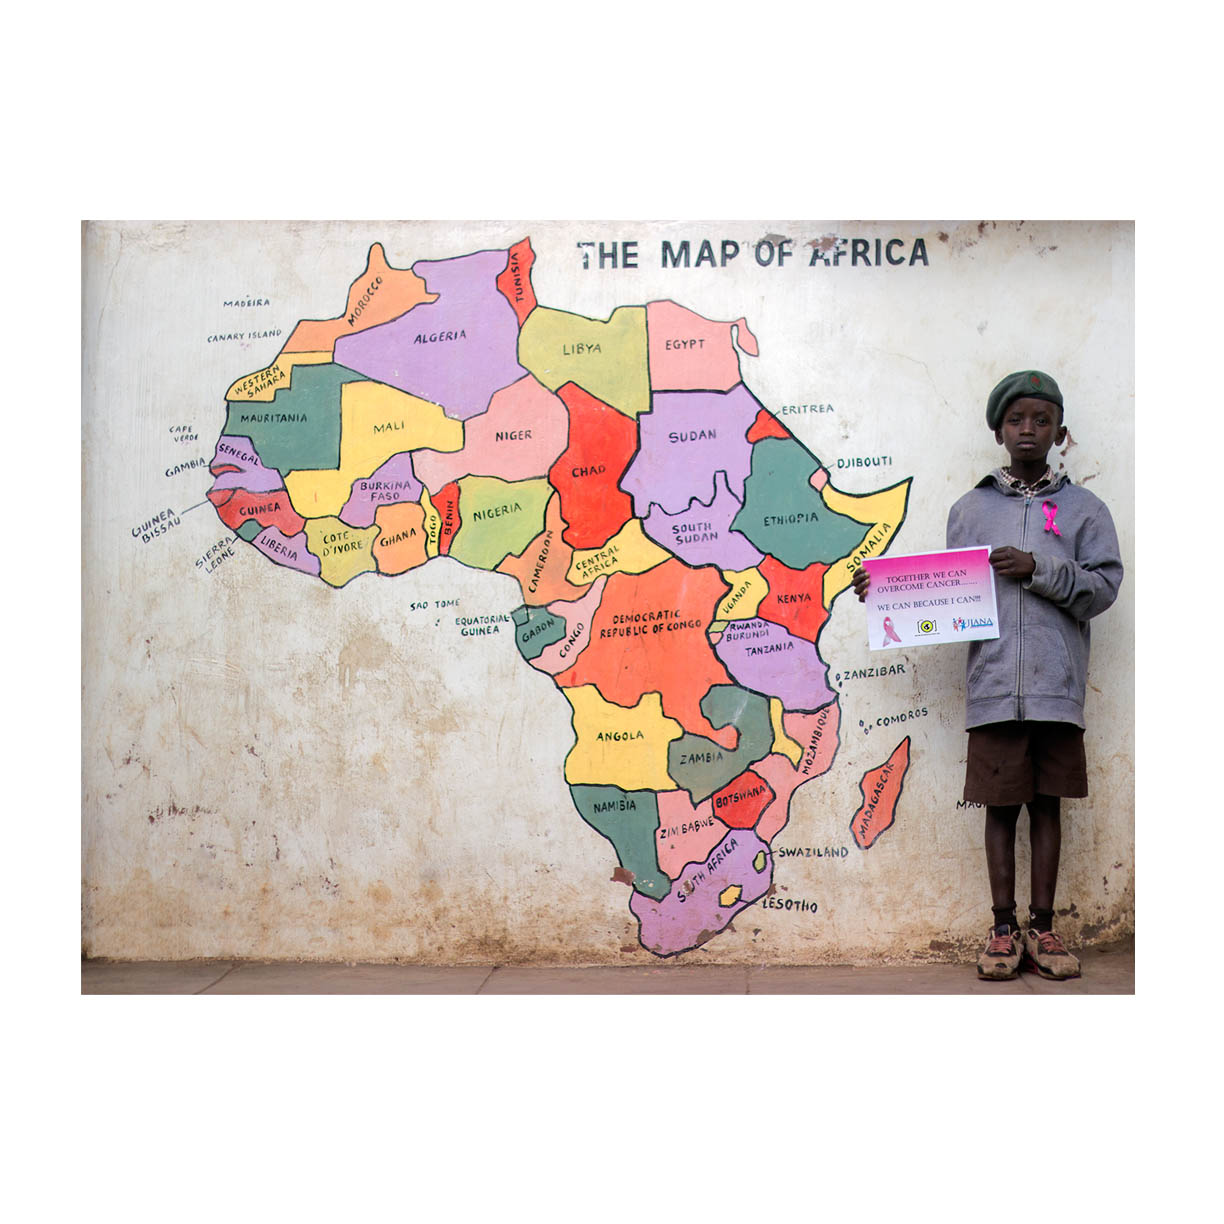 THE MAP OF AFRICA
MADEIRA
CANARY ISLAND
MOROCCO
TUNISIA
ALGERIA
LIBYA
EGYPT
WESTERN
SAHARA
MAURITANIA
MALI
NIGER
CHAD
SUDAN
ERITREA
CAPE
VERDE
SENEGAL
GAMBIA
BURKINA
FASO
DJIBOUTI
GUINEA
BISSAU
GUINEA
SIERRA
LEONE
LIBERIA
COTE
D'IVORE
GHANA
TOGO
BENIN
NIGERIA
CAMEROON
CENTRAL
AFRICA
SOUTH
SUDAN
ETHIOPIA
SOMALIA
SAO TOME
EQUATORIAL
GUINEA
GABON
CONGO
DEMOCRATIC
REPUBLIC OF CONGO
UGANDA
KENYA
RWANDA
BURUNDI
TANZANIA
ZANZIBAR
COMOROS
ANGOLA
ZAMBIA
MOZAMBIQUE
MADAGASCAR
NAMIBIA
ZIMBABWE
BOTSWANA
SOUTH AFRICA
SWAZILAND
LESOTHO
TOGETHER WE CAN
OVERCOME CANCER.......
WE CAN BECAUSE I CAN!!!